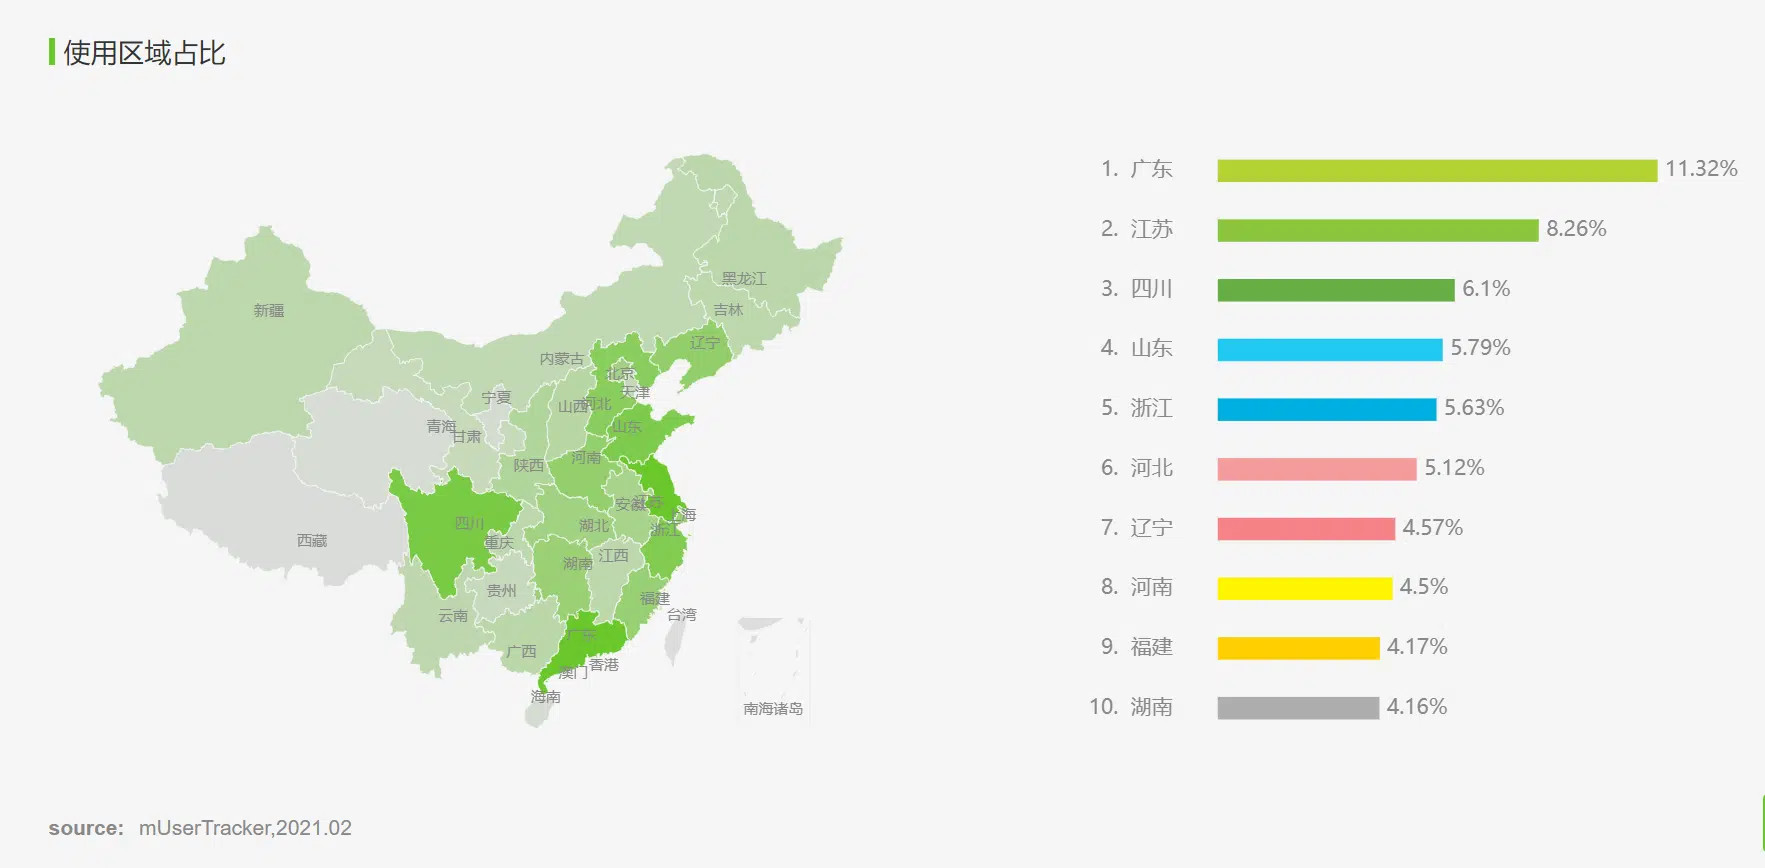 使用区域占比
黑龙江
新疆
吉林
辽宁
内蒙古
北京
天津
宁夏
山西
河北
青海
甘肃
山东
陕西
河南
安徽
江苏
上海
四川
湖北
浙江
重庆
西藏
江西
湖南
贵州
福建
云南
台湾
广东
广西
香港
澳门
海南
南海诸岛
1. 广东 11.32%
2. 江苏 8.26%
3. 四川 6.1%
4. 山东 5.79%
5. 浙江 5.63%
6. 河北 5.12%
7. 辽宁 4.57%
8. 河南 4.5%
9. 福建 4.17%
10. 湖南 4.16%
source: mUserTracker,2021.02